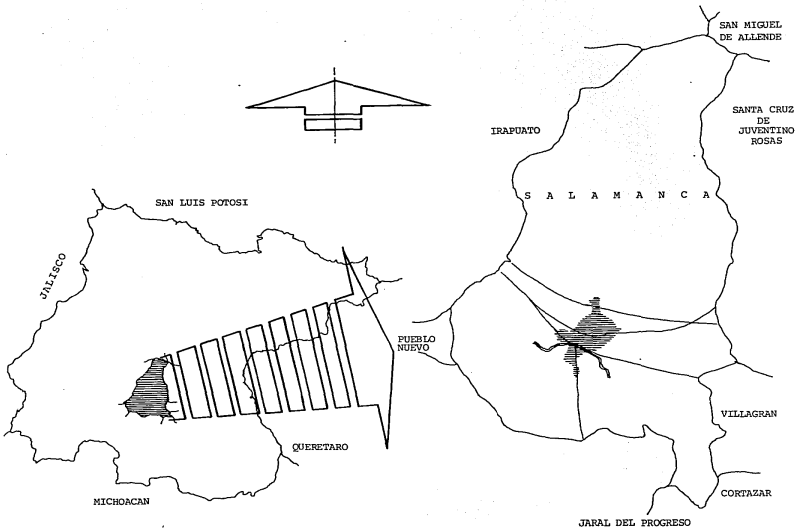 SAN MIGUEL
DE ALLENDE
SANTA CRUZ
DE
JUVENTINO
ROSAS
IRAPUATO
SALAMANCA
SAN LUIS POTOSI
JALISCO
PUEBLO
NUEVO
VILLAGRAN
QUERETARO
CORTAZAR
MICHOACAN
JARAL DEL PROGRESO